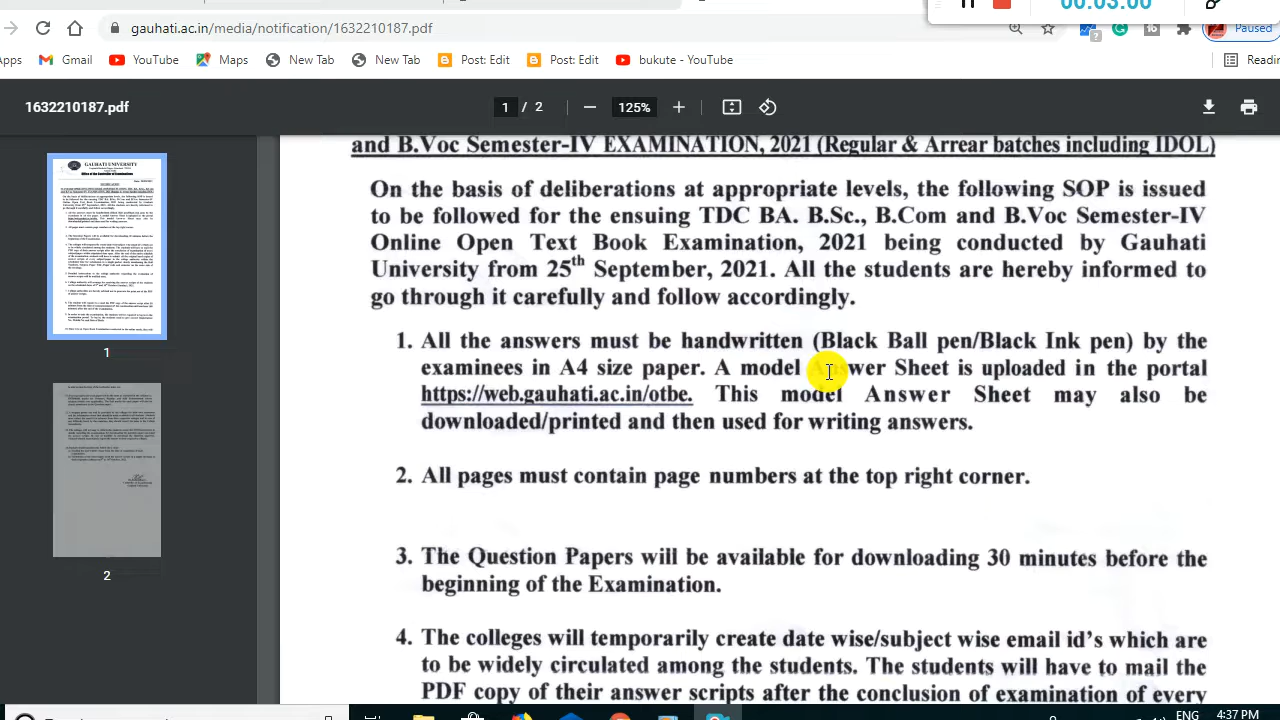 00:03:00
gauhati.ac.in/media/notification/1632210187.pdf
Paused
Apps Gmail YouTube Maps New Tab New Tab Post: Edit Post: Edit bukute - YouTube Readin
1632210187.pdf 1 / 2 125%
and B.Voc Semester-IV EXAMINATION, 2021 (Regular & Arrear batches including IDOL)
On the basis of deliberations at appropriate levels, the following SOP is issued
to be followed for the ensuing TDC BA. B.Sc., B.Com and B.Voc Semester-IV
Online Open Text Book Examination, 2021 being conducted by Gauhati
University from 25th September, 2021. All the students are hereby informed to
go through it carefully and follow accordingly.
1. All the answers must be handwritten (Black Ball pen/Black Ink pen) by the
examinees in A4 size paper. A model Answer Sheet is uploaded in the portal
https://web.gauhati.ac.in/otbe. This model Answer Sheet may also be
downloaded/printed and then used for writing answers.
2. All pages must contain page numbers at the top right corner.
3. The Question Papers will be available for downloading 30 minutes before the
beginning of the Examination.
4. The colleges will temporarily create date wise/subject wise email id's which are
to be widely circulated among the students. The students will have to mail the
PDF copy of their answer scripts after the conclusion of examination of every
GAUHATI UNIVERSITY
1
2
ENG 4:37 PM